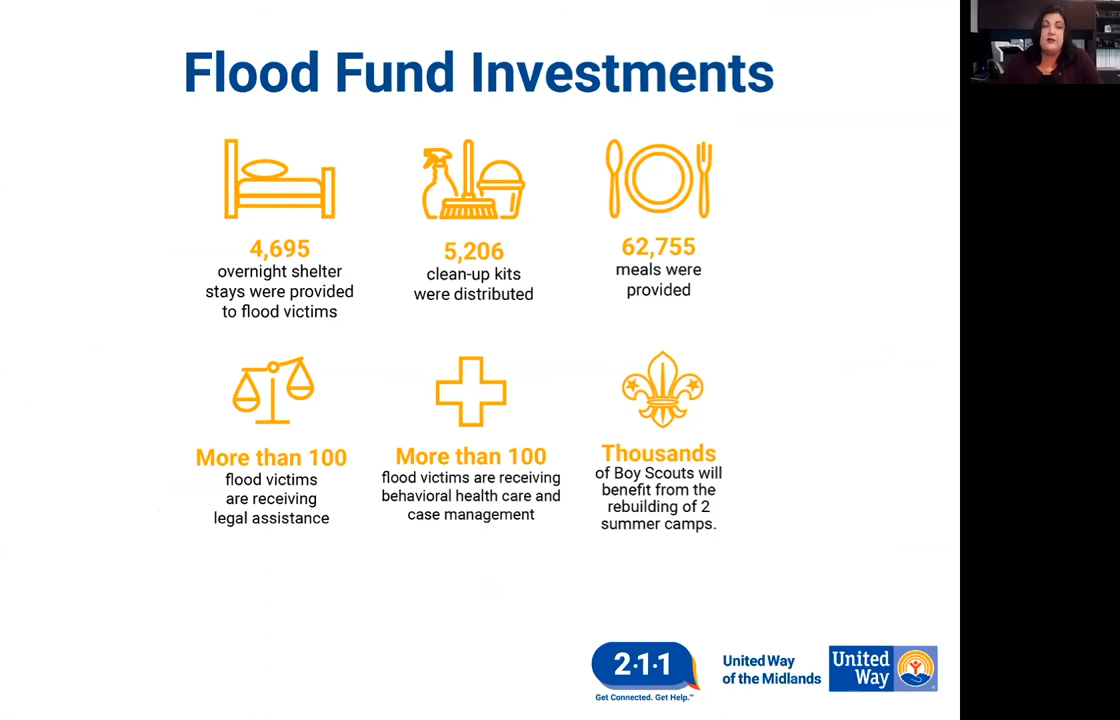 Flood Fund Investments
4,695
overnight shelter
stays were provided
to flood victims
5,206
clean-up kits
were distributed
62,755
meals were
provided
More than 100
flood victims
are receiving
legal assistance
More than 100
flood victims are receiving
behavioral health care and
case management
Thousands
of Boy Scouts will
benefit from the
rebuilding of 2
summer camps.
2·1·1
Get Connected. Get Help.™
United Way
of the Midlands
United
Way